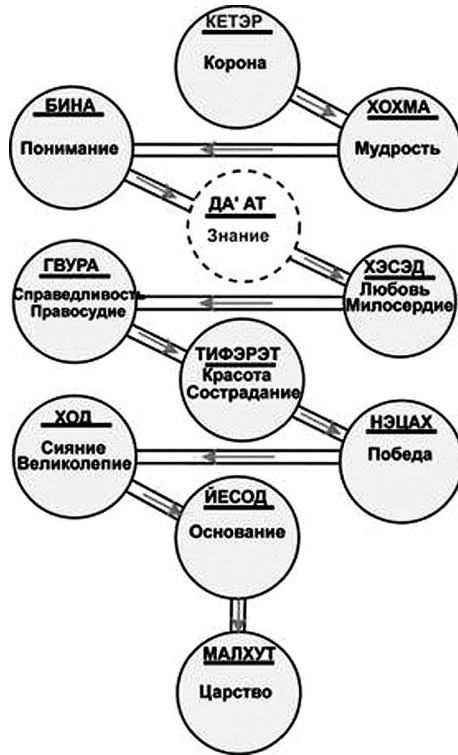 КЕТЭР
Корона
БИНА
Понимание
ХОХМА
Мудрость
ДА' АТ
Знание
ГВУРА
Справедливость
Правосудие
ХЭСЭД
Любовь
Милосердие
ТИФЭРЭТ
Красота
Сострадание
ХОД
Сияние
Великолепие
НЭЦАХ
Победа
ЙЕСОД
Основание
МАЛХУТ
Царство